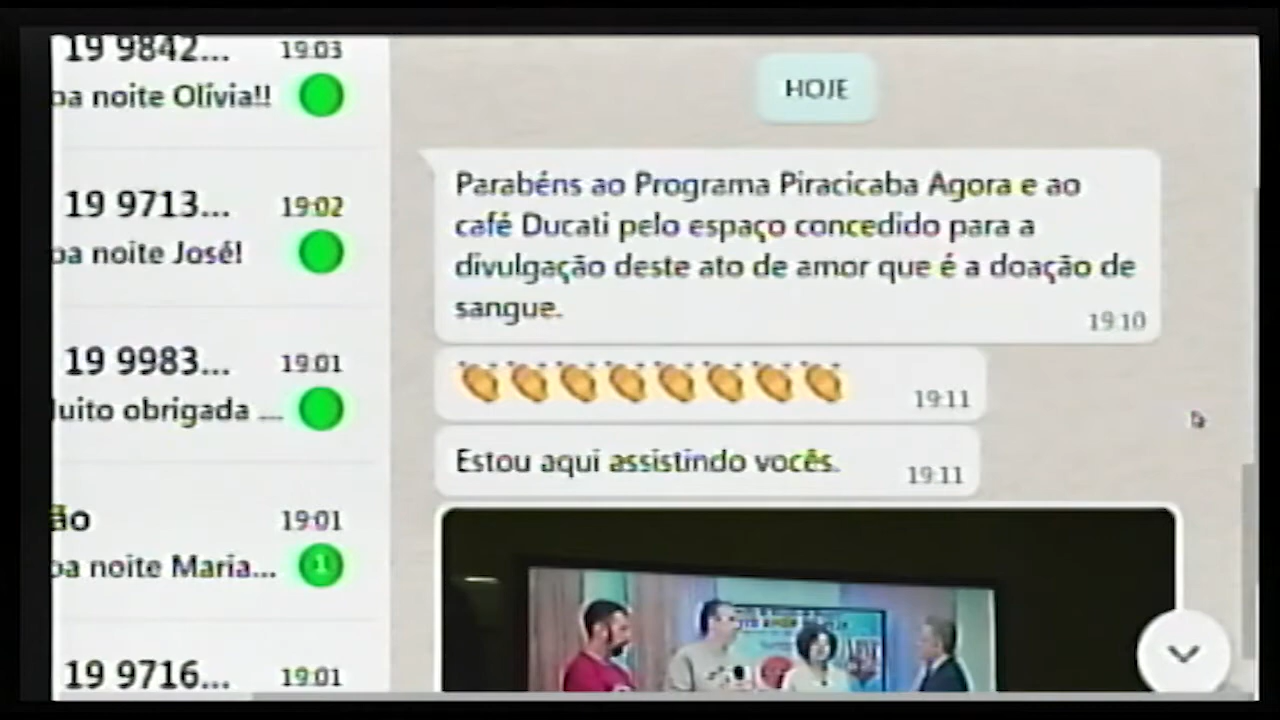 19 9842... 19:03
oa noite Olívia!!
19 9713... 19:02
oa noite José!
19 9983... 19:01
luito obrigada ...
ão 19:01
oa noite Maria...
19 9716... 19:01
HOJE
Parabéns ao Programa Piracicaba Agora e ao
café Ducati pelo espaço concedido para a
divulgação deste ato de amor que é a doação de
sangue.
19:10
19:11
Estou aqui assistindo vocês.
19:11